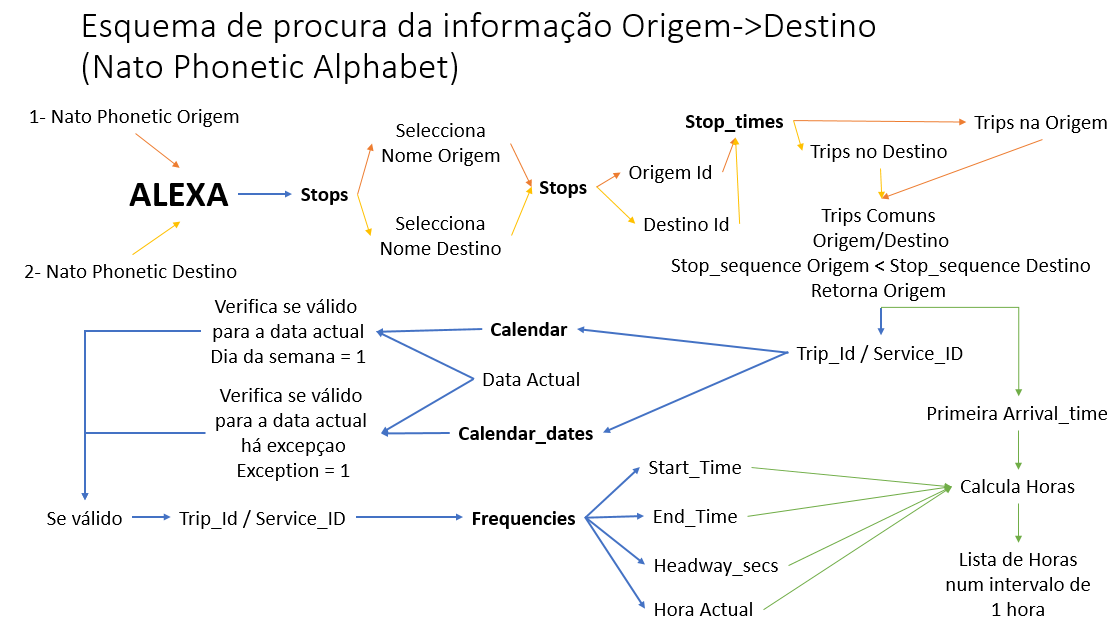 Esquema de procura da informação Origem->Destino
(Nato Phonetic Alphabet)
1- Nato Phonetic Origem
ALEXA
2- Nato Phonetic Destino
Stops
Selecciona
Nome Origem
Selecciona
Nome Destino
Stops
Origem Id
Destino Id
Stop_times
Trips na Origem
Trips no Destino
Trips Comuns
Origem/Destino
Stop_sequence Origem < Stop_sequence Destino
Retorna Origem
Trip_Id / Service_ID
Calendar
Data Actual
Calendar_dates
Verifica se válido
para a data actual
Dia da semana = 1
Verifica se válido
para a data actual
há excepçao
Exception = 1
Se válido
Trip_Id / Service_ID
Frequencies
Start_Time
End_Time
Headway_secs
Hora Actual
Primeira Arrival_time
Calcula Horas
Lista de Horas
num intervalo de
1 hora